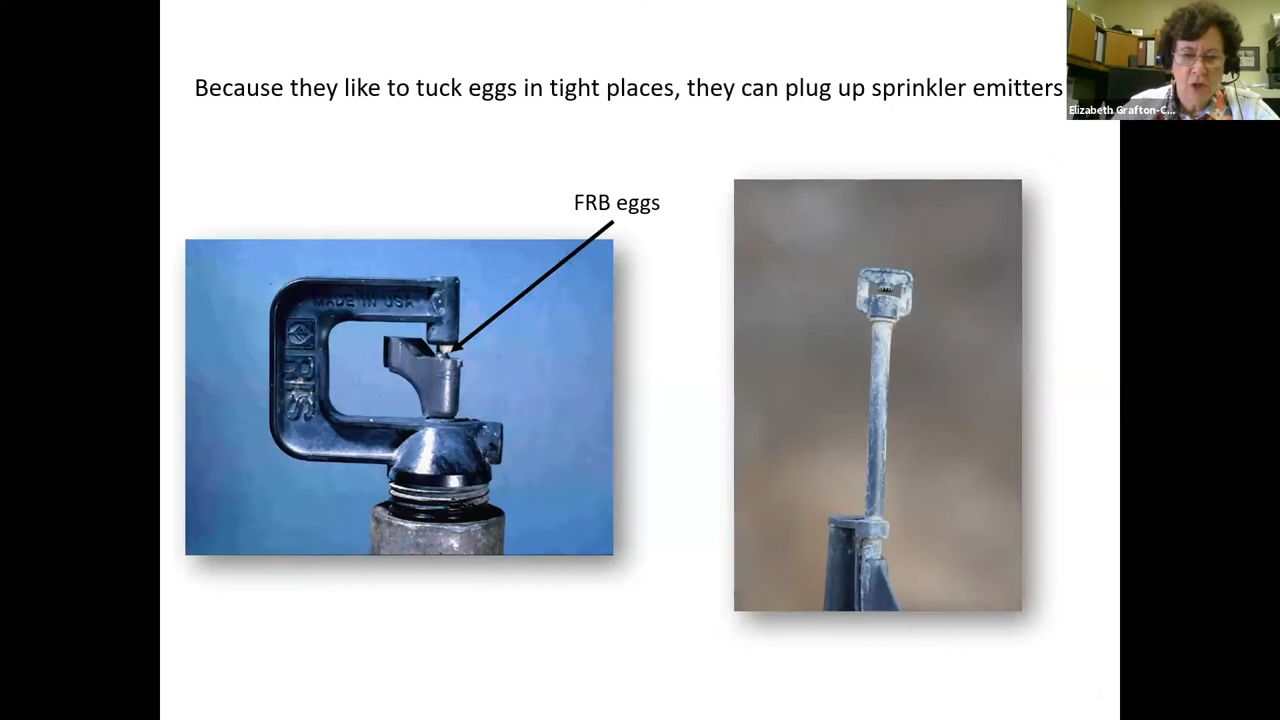 Because they like to tuck eggs in tight places, they can plug up sprinkler emitters
Elizabeth Grafton-C...
FRB eggs
MADE IN USA
IRIS